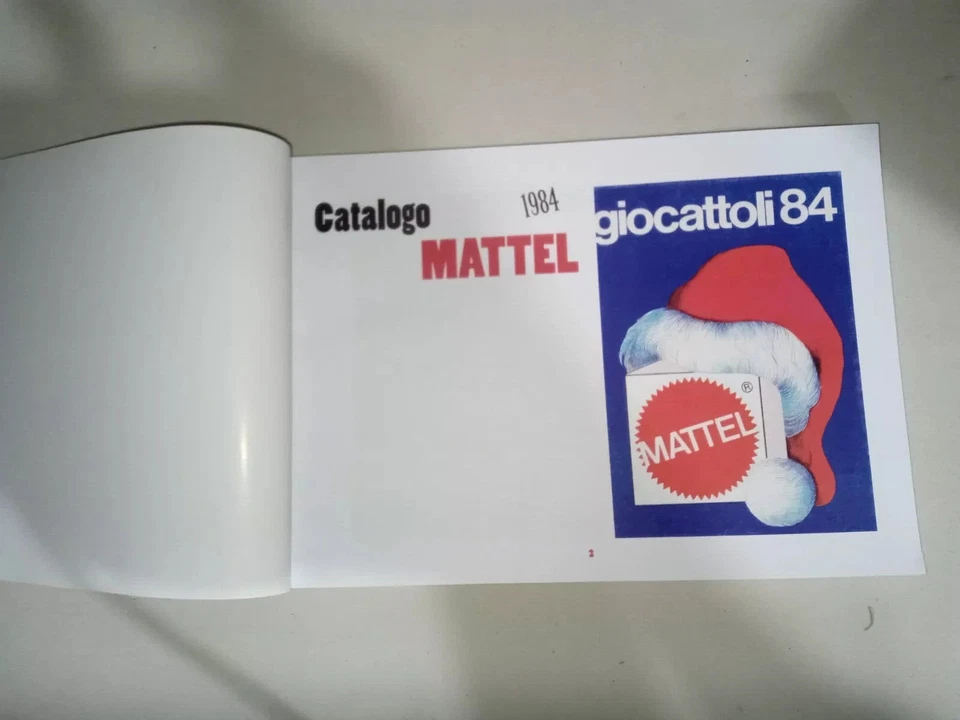 Catalogo
1984
MATTEL
giocattoli 84
®
MATTEL
2